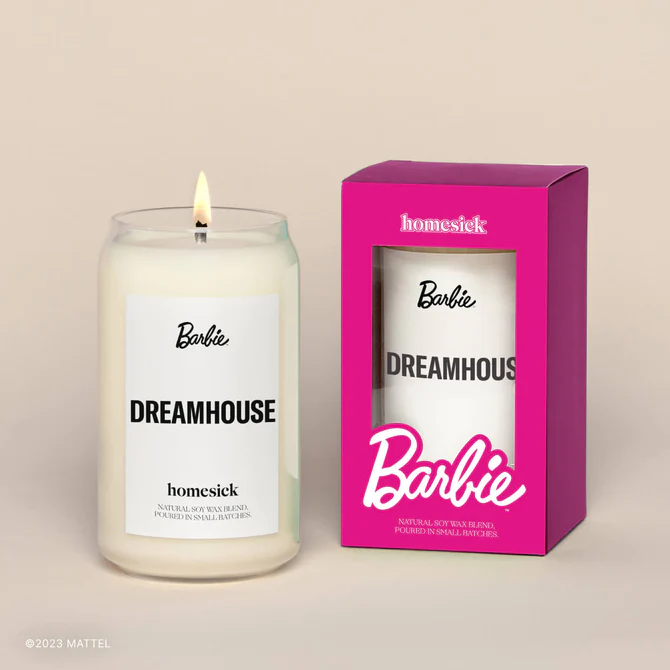 Barbie
DREAMHOUSE
homesick
NATURAL SOY WAX BLEND.
POURED IN SMALL BATCHES.
homesick
Barbie
DREAMHOUS
Barbie™
NATURAL SOY WAX BLEND.
POURED IN SMALL BATCHES.
©2023 MATTEL